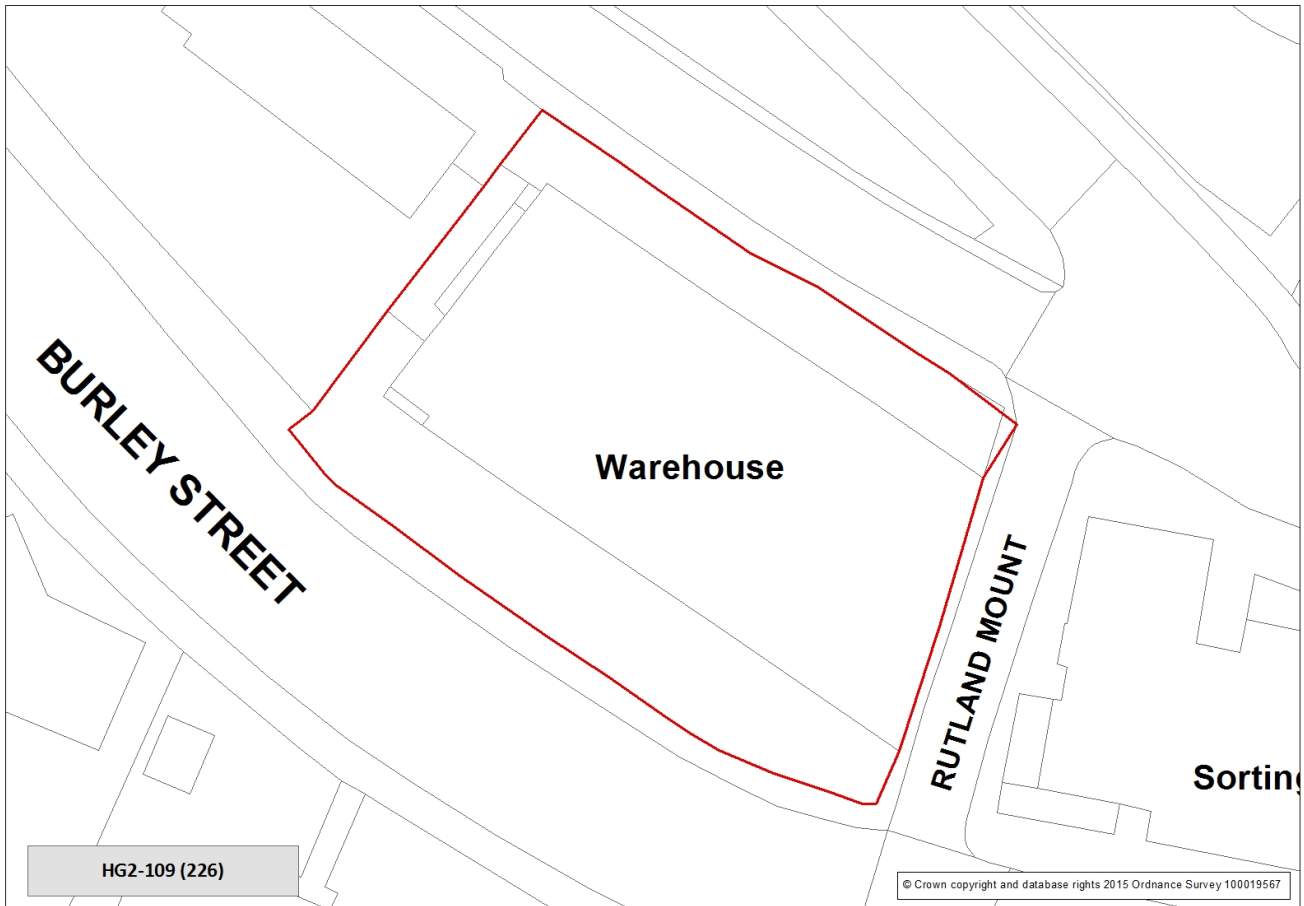 BURLEY STREET
Warehouse
RUTLAND MOUNT
Sorting
HG2-109 (226)
© Crown copyright and database rights 2015 Ordnance Survey 100019567